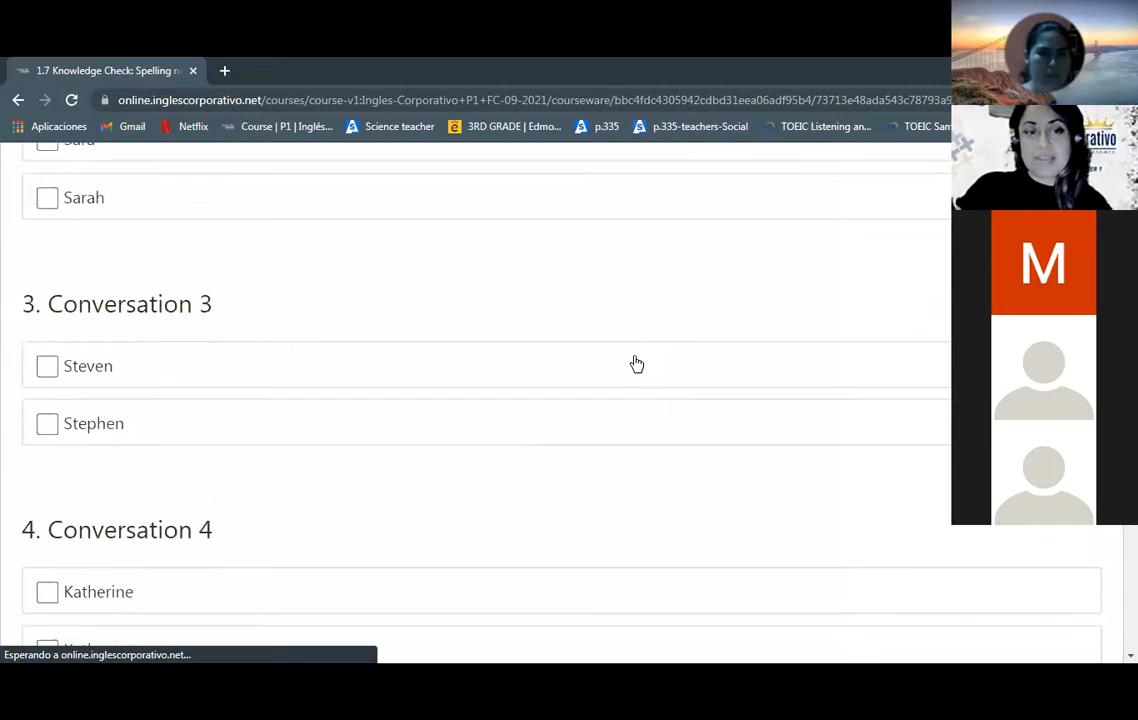 1.7 Knowledge Check: Spelling n
online.inglescorporativo.net/courses/course-v1:Ingles-Corporativo+P1+FC-09-2021/courseware/bbc4fdc4305942cdbd31eea06adf95b4/73713e48ada543c78793a9
Aplicaciones Gmail Netflix Course | P1 | Inglés... Science teacher 3RD GRADE | Edmo... p.335 p.335-teachers-Social TOEIC Listening an... TOEIC Sam
Sarah
3. Conversation 3
Steven
Stephen
4. Conversation 4
Katherine
Esperando a online.inglescorporativo.net...
M